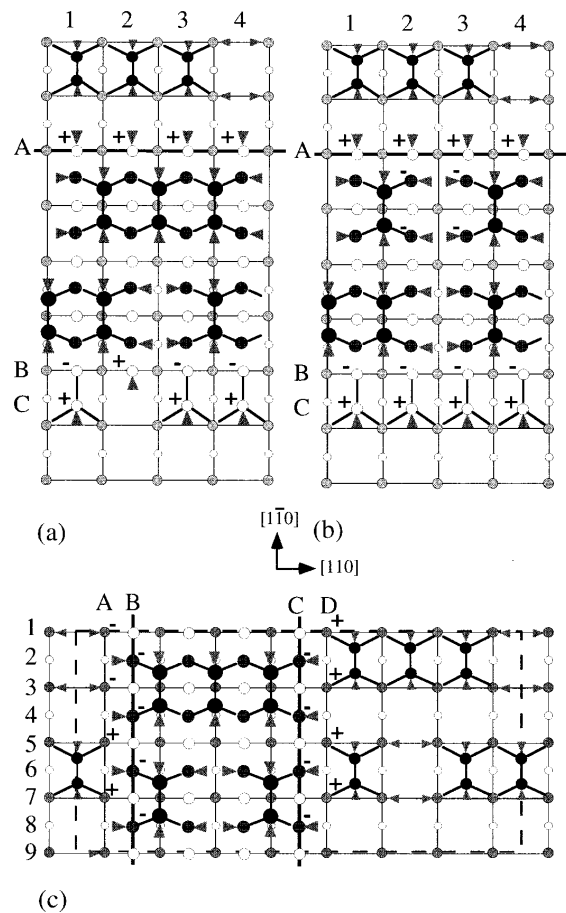 1 2 3 4
+ + + +
A
B - + - -
C + + +
(a)
1 2 3 4
+ + + +
A
- -
- -
B - - - -
C + + + +
(b)
[11̅0]
[110]
A B C D
1 - +
2 - -
3 - +
4 - -
5 + +
6 - -
7 + +
8 - -
9
(c)